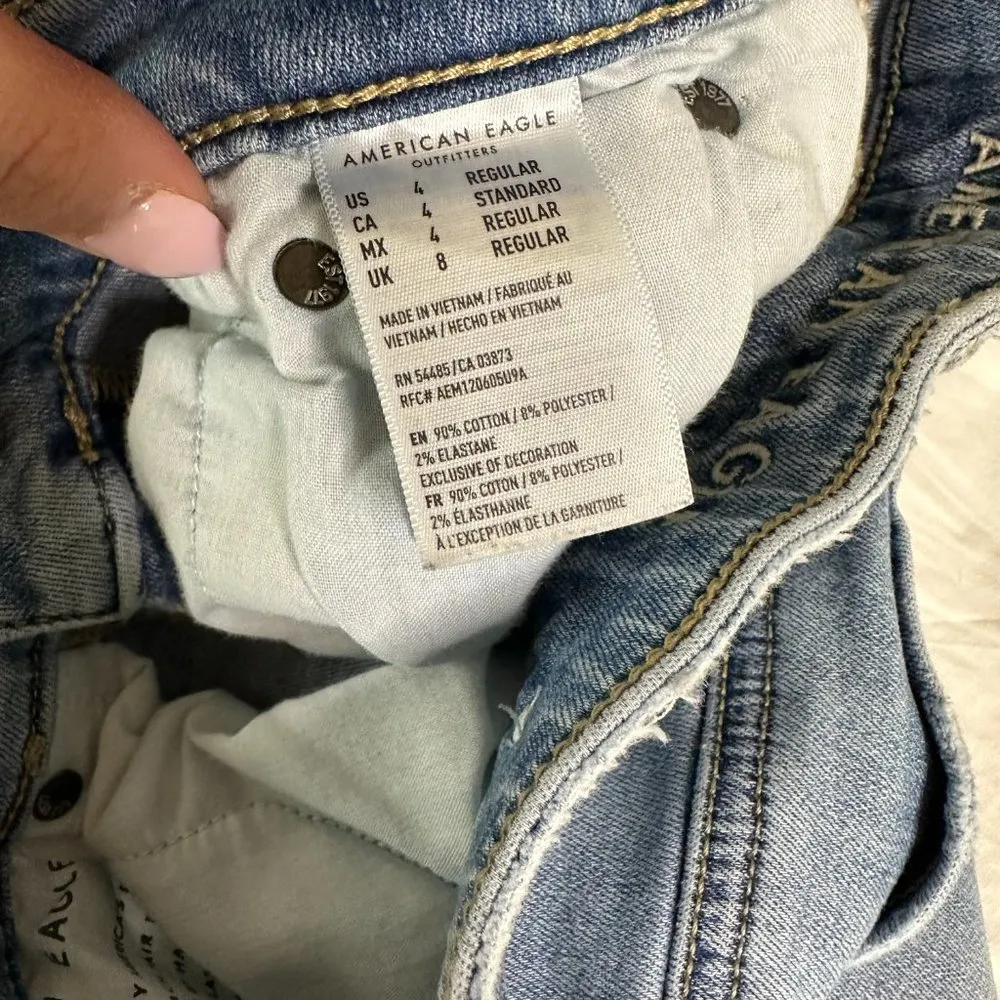 AMERICAN EAGLE
OUTFITTERS
US 4 REGULAR
CA 4 STANDARD
MX 4 REGULAR
UK 8 REGULAR
MADE IN VIETNAM / FABRIQUÉ AU
VIETNAM / HECHO EN VIETNAM
RN 54485/CA 03873
RFC# AEM120605U9A
EN 90% COTTON / 8% POLYESTER /
2% ELASTANE
EXCLUSIVE OF DECORATION
FR 90% COTON / 8% POLYESTER /
2% ÉLASTHANNE
À L'EXCEPTION DE LA GARNITURE
EST 1977